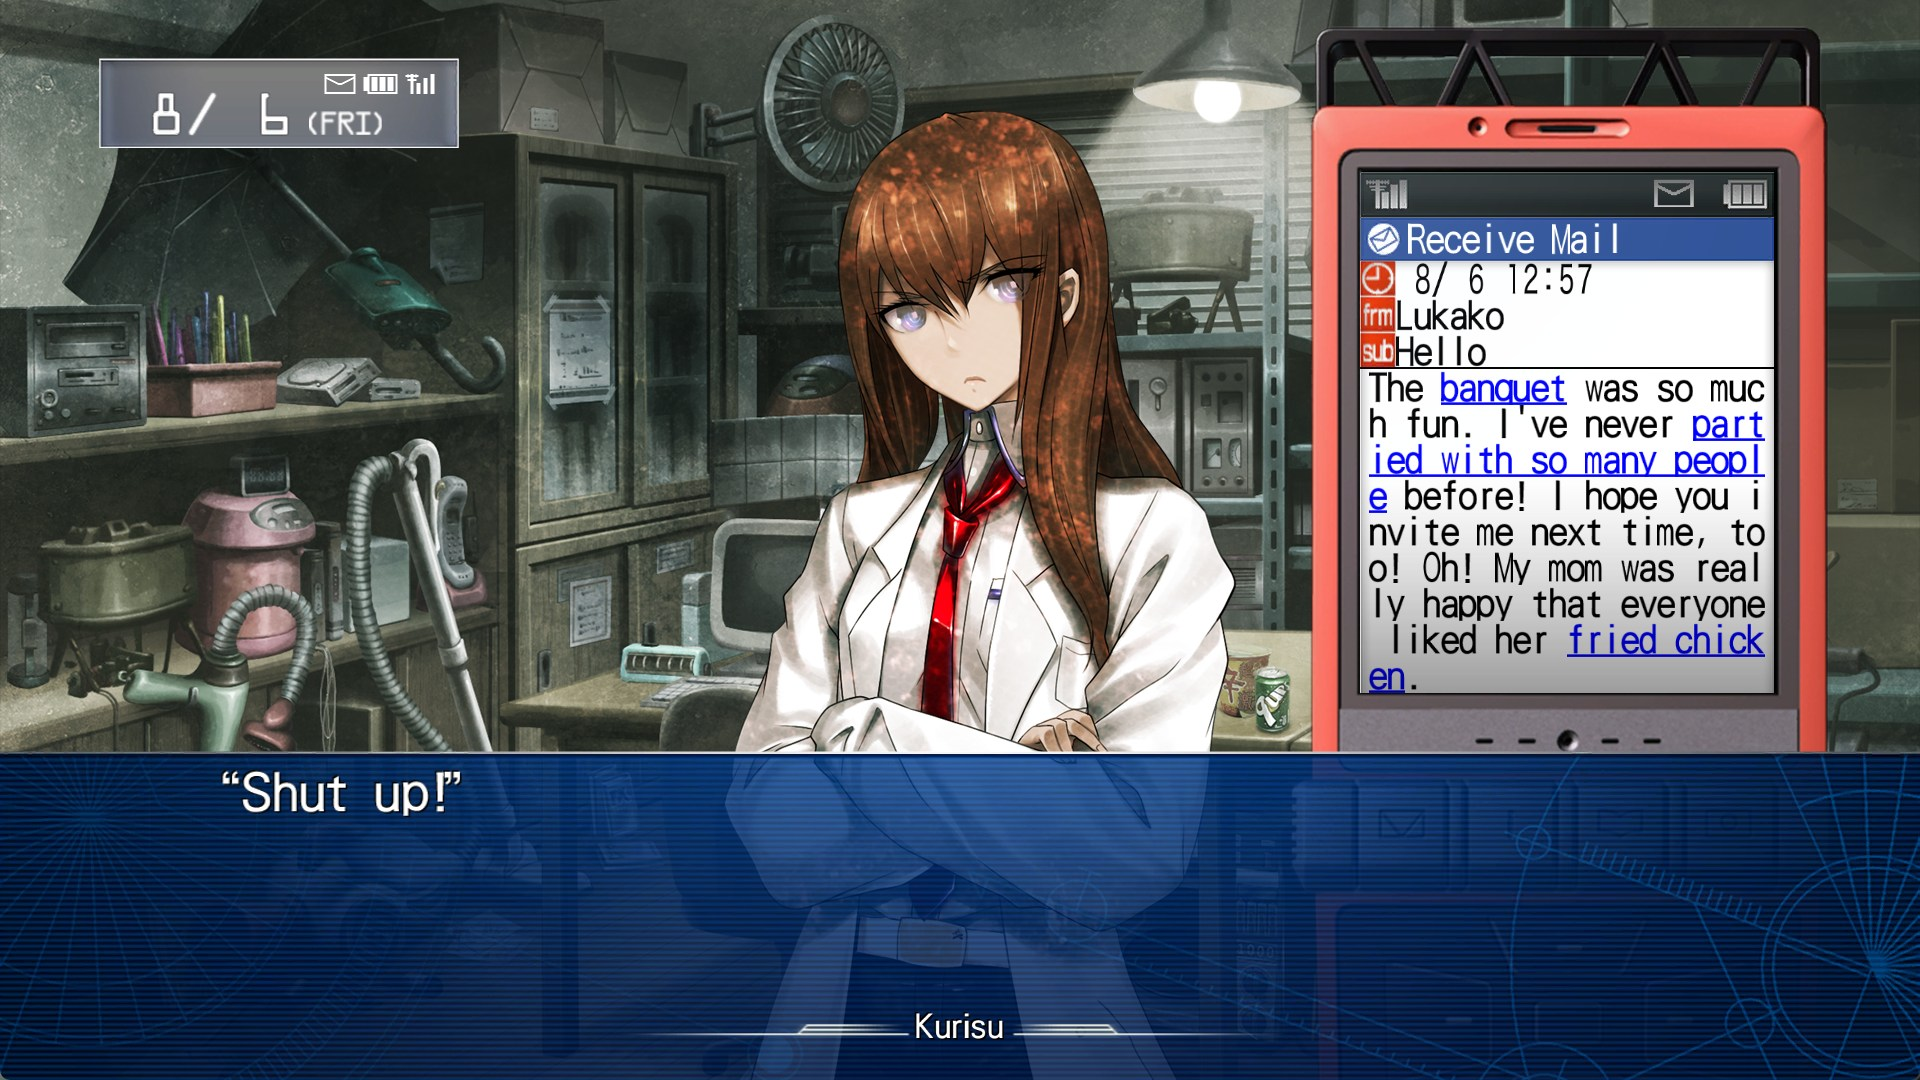 8/ 6 (FRI)
Receive Mail
8/ 6 12:57
frm Lukako
sub Hello
The banquet was so muc
h fun. I've never part
ied with so many peopl
e before! I hope you i
nvite me next time, to
o! Oh! My mom was real
ly happy that everyone
liked her fried chick
en.
“Shut up!”
Kurisu